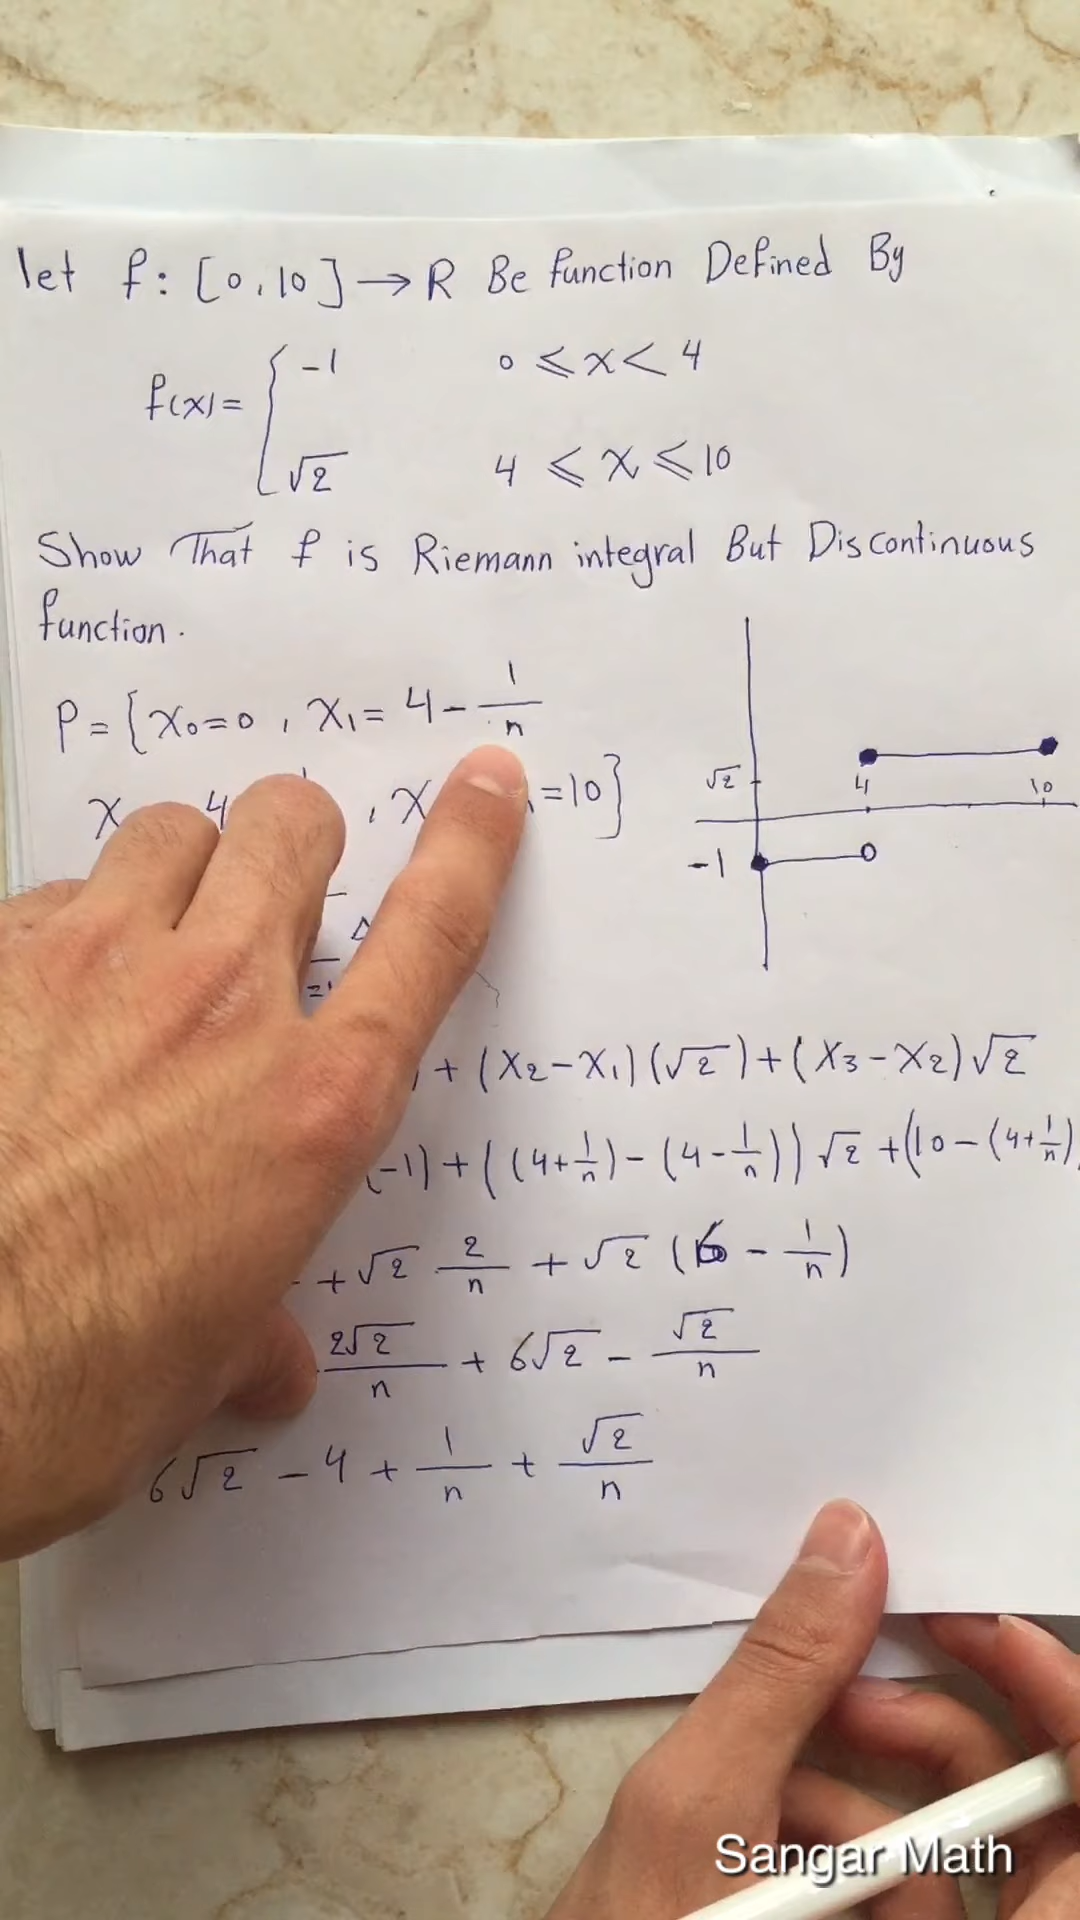 let f: [0,10] → R Be function Defined By
f(x) = { -1    0 ⩽ x < 4
√2    4 ⩽ x ⩽ 10
Show That f is Riemann integral But Discontinuous
function.
P = { x₀=0 , x₁ = 4 - 1/n
x 4 , x =10 }
√2 4 10
-1
+ (x₂-x₁)(√2) + (x₃-x₂)√2
(-1) + ((4+1/n) - (4-1/n)) √2 + (10 - (4+1/n)
+ √2 2/n + √2 (6 - 1/n)
2√2/n + 6√2 - √2/n
6√2 - 4 + 1/n + √2/n
Sangar Math